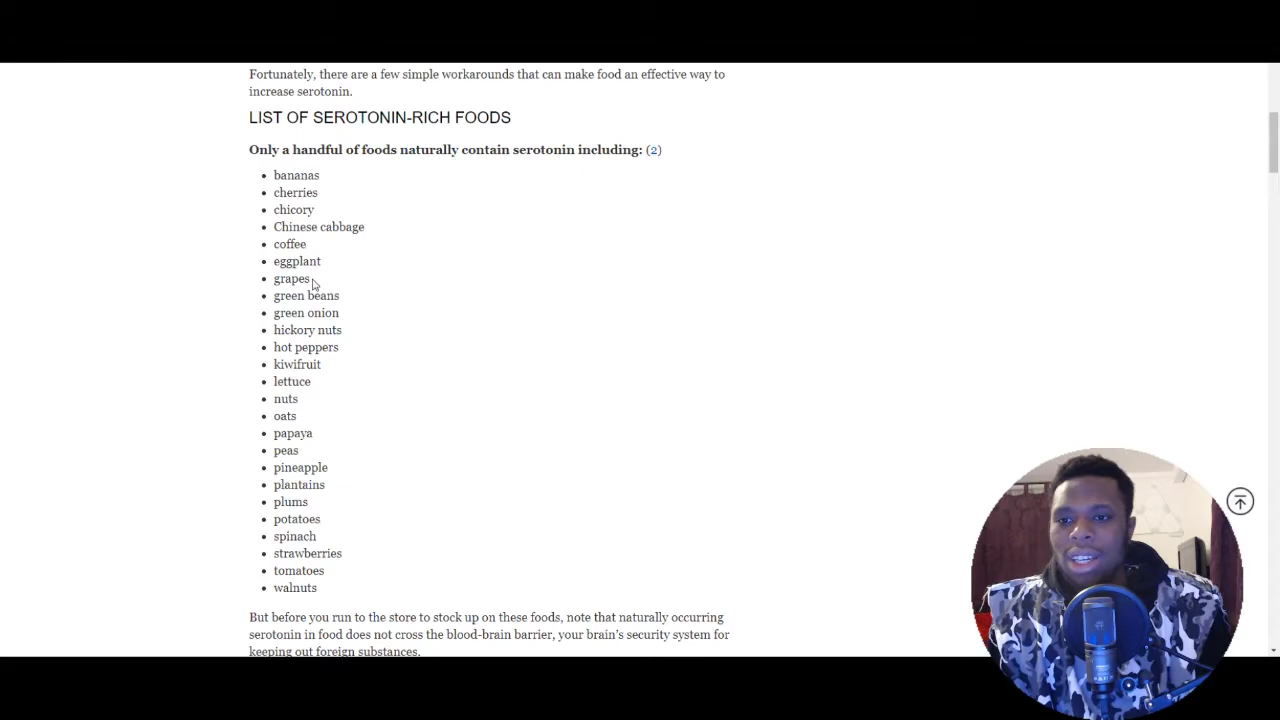 Fortunately, there are a few simple workarounds that can make food an effective way to
increase serotonin.
LIST OF SEROTONIN-RICH FOODS
Only a handful of foods naturally contain serotonin including: (2)
bananas
cherries
chicory
Chinese cabbage
coffee
eggplant
grapes
green beans
green onion
hickory nuts
hot peppers
kiwifruit
lettuce
nuts
oats
papaya
peas
pineapple
plantains
plums
potatoes
spinach
strawberries
tomatoes
walnuts
But before you run to the store to stock up on these foods, note that naturally occurring
serotonin in food does not cross the blood-brain barrier, your brain’s security system for
keeping out foreign substances.